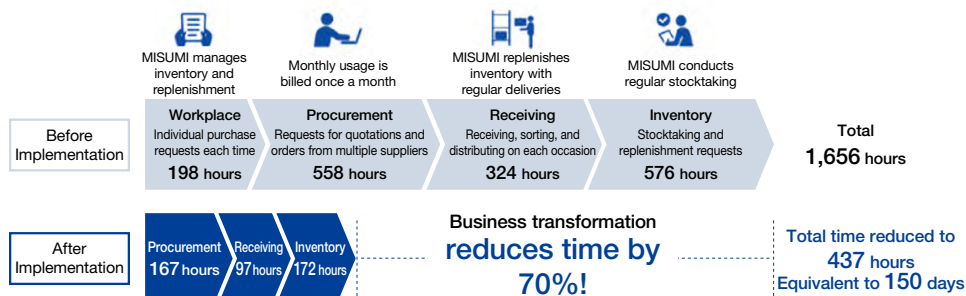 MISUMI manages
inventory and
replenishment
Monthly usage is
billed once a month
MISUMI replenishes
inventory with
regular deliveries
MISUMI conducts
regular stocktaking
Before
Implementation
Workplace
Individual purchase
requests each time
198 hours
Procurement
Requests for quotations and
orders from multiple suppliers
558 hours
Receiving
Receiving, sorting, and
distributing on each occasion
324 hours
Inventory
Stocktaking and
replenishment requests
576 hours
Total
1,656 hours
After
Implementation
Procurement
167 hours
Receiving
97 hours
Inventory
172 hours
Business transformation
reduces time by
70%!
Total time reduced to
437 hours
Equivalent to 150 days